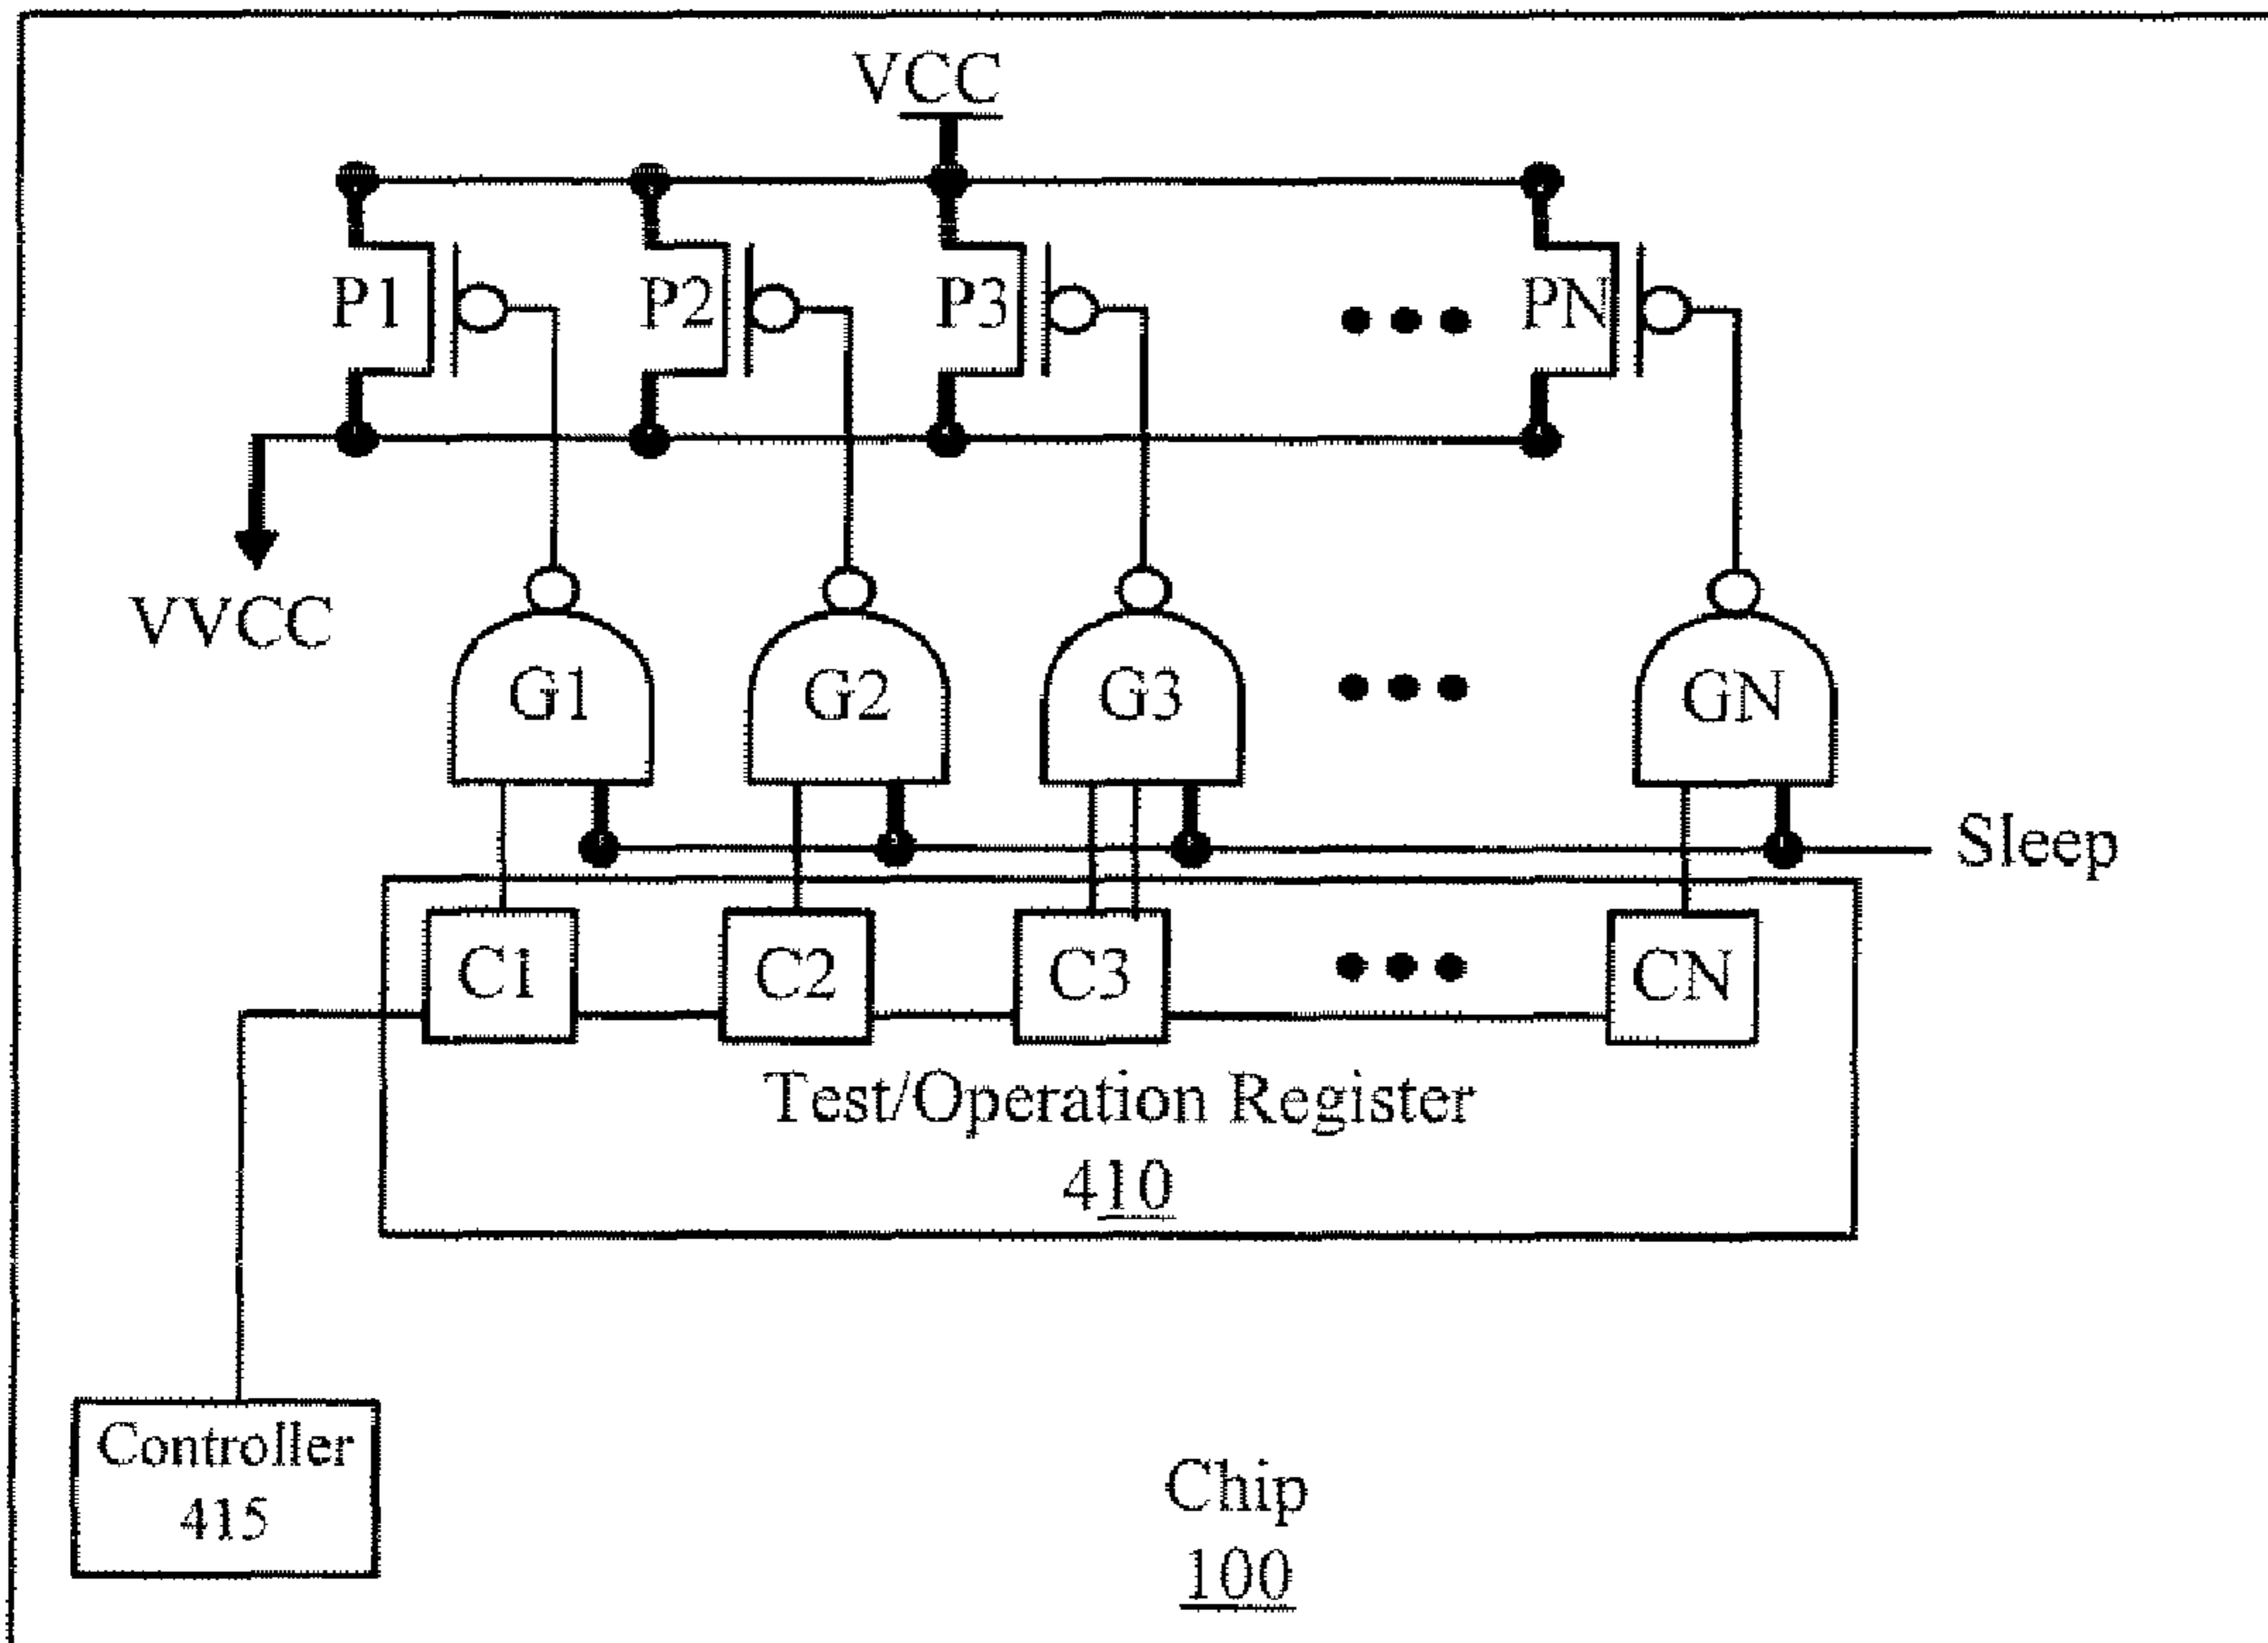 VCC
P1 P2 P3 PN
VVCC
G1 G2 G3 GN
Sleep
C1 C2 C3 CN
Test/Operation Register
410
Controller
415
Chip
100